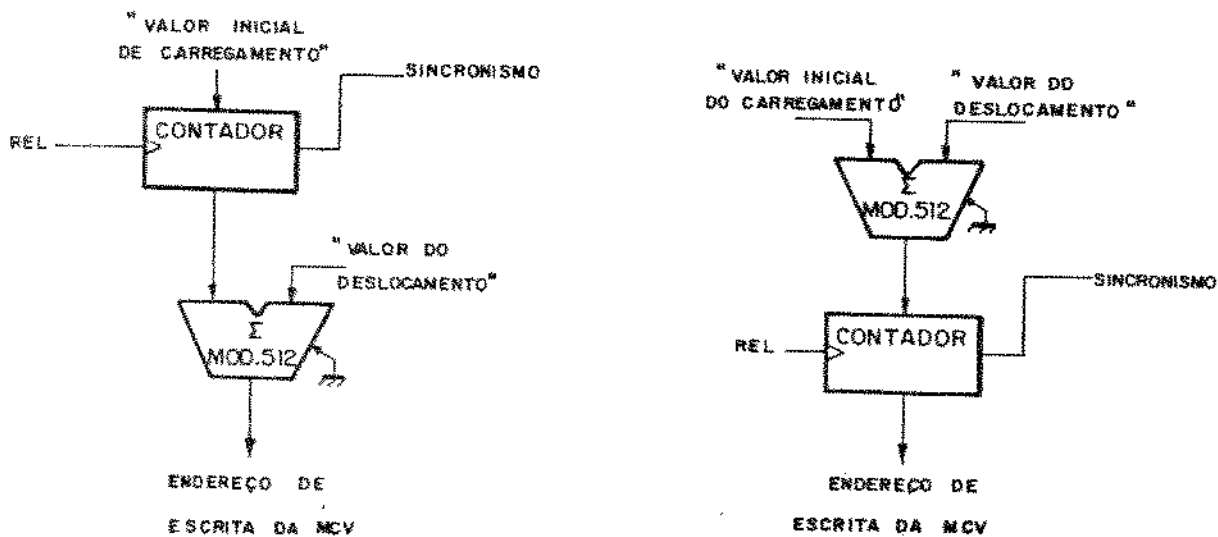 "VALOR INICIAL
DE CARREGAMENTO"
SINCRONISMO
CONTADOR
REL
"VALOR DO
DESLOCAMENTO"
Σ
MOD.512
ENDEREÇO DE
ESCRITA DA MCV
"VALOR INICIAL
DO CARREGAMENTO"
"VALOR DO
DESLOCAMENTO"
Σ
MOD.512
SINCRONISMO
CONTADOR
REL
ENDEREÇO DE
ESCRITA DA MCV